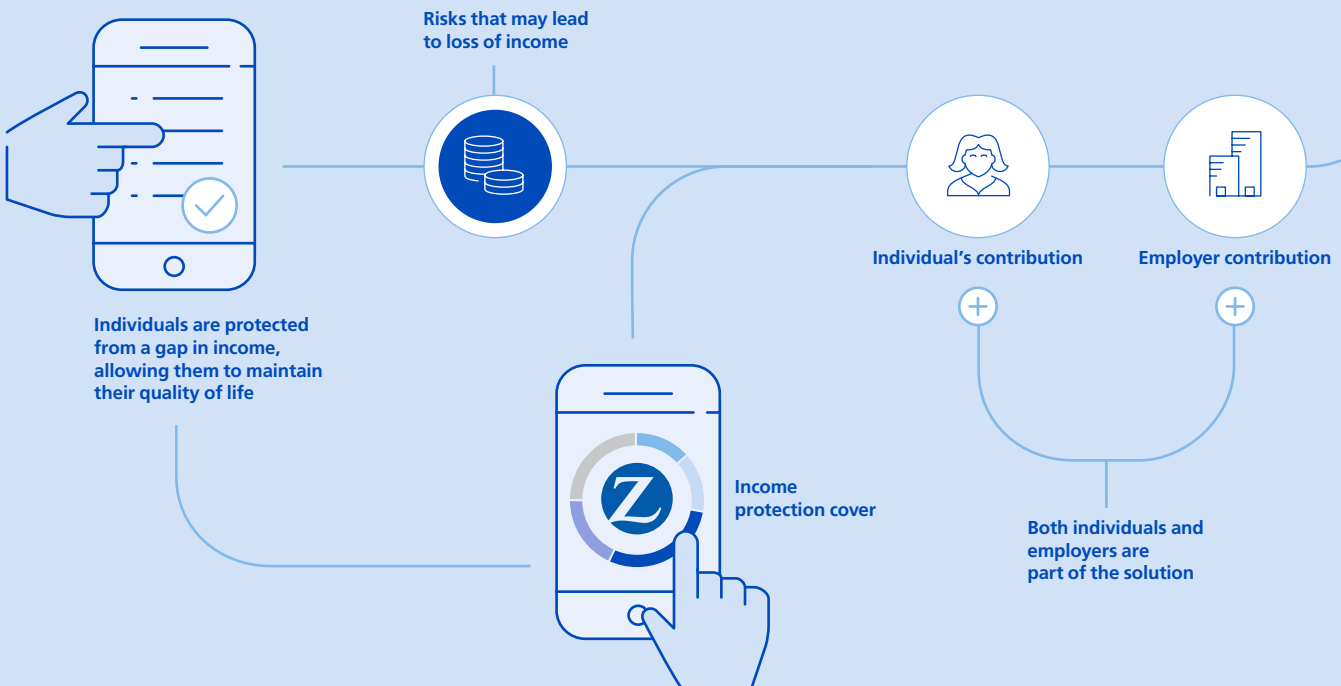 Risks that may lead
to loss of income
Individual's contribution
Employer contribution
Individuals are protected
from a gap in income,
allowing them to maintain
their quality of life
Z
Income
protection cover
Both individuals and
employers are
part of the solution